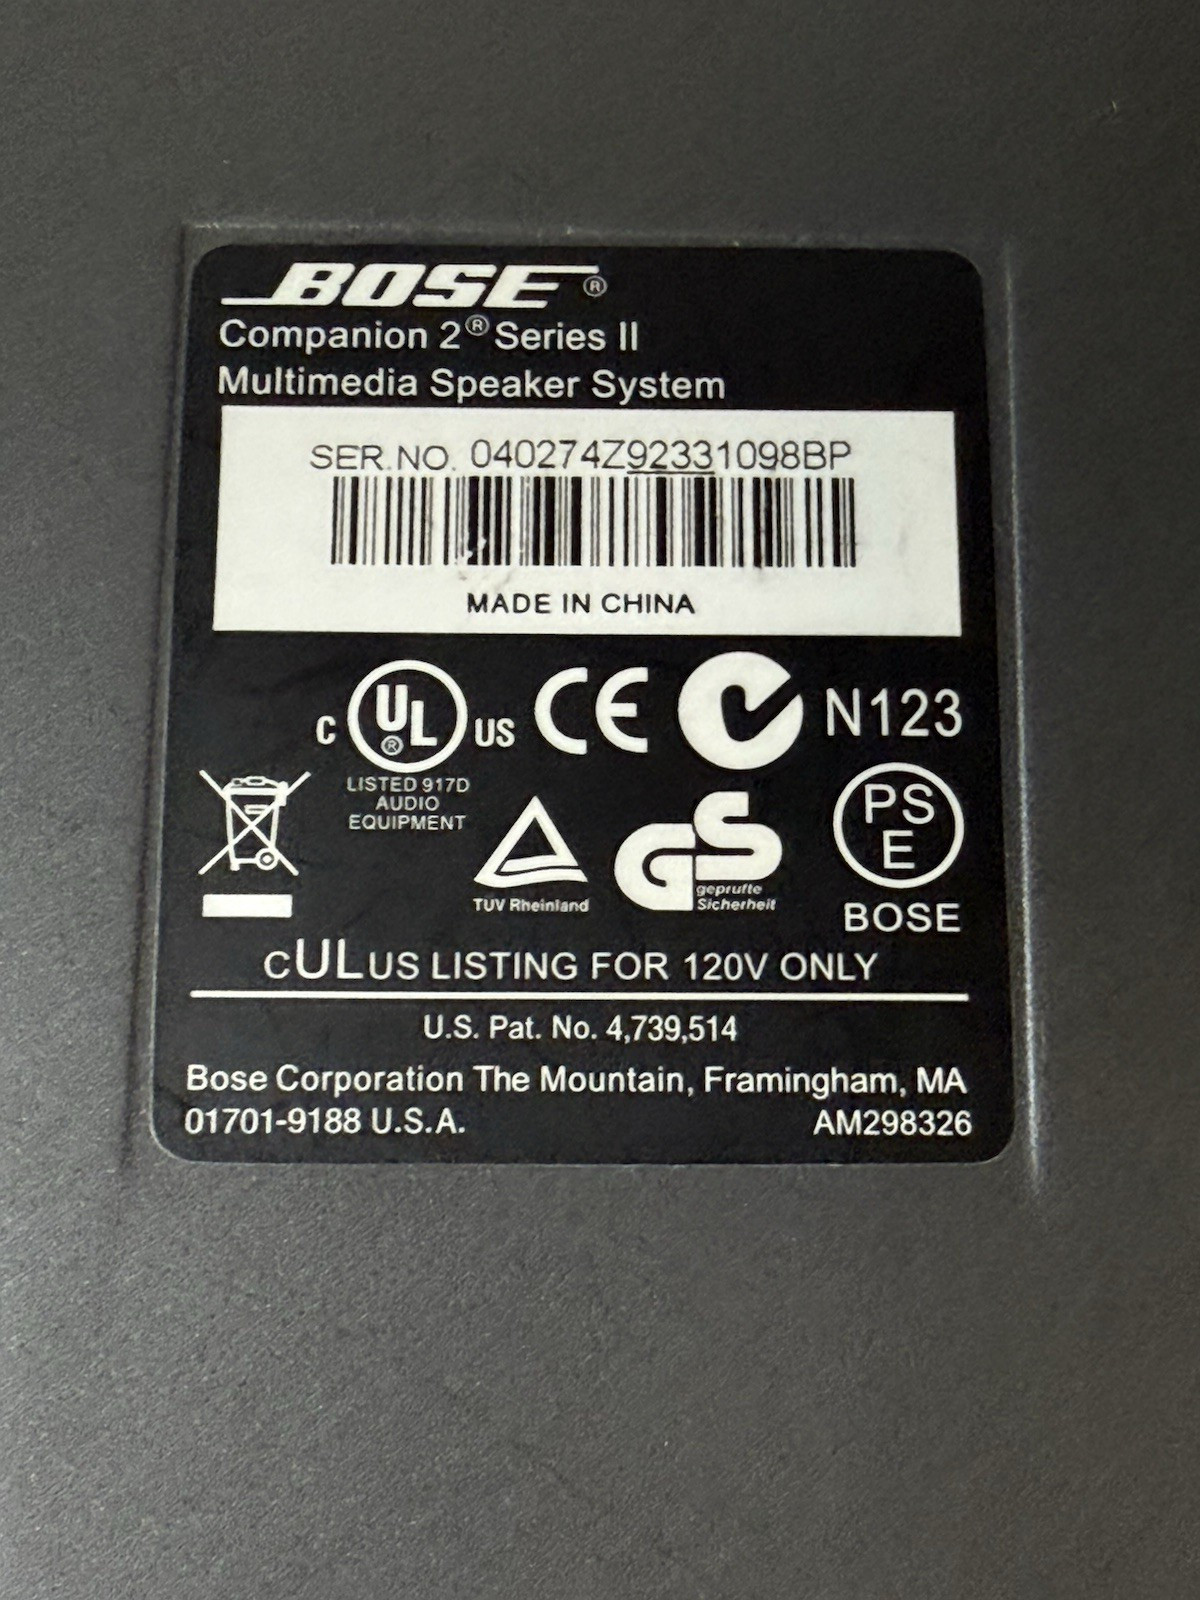 BOSE®
Companion 2® Series II
Multimedia Speaker System
SER.NO. 040274Z92331098BP
MADE IN CHINA
C UL® US CE N123
LISTED 917D
AUDIO
EQUIPMENT
TUV Rheinland
GS
geprufte
Sicherheit
PS
E
BOSE
CULUS LISTING FOR 120V ONLY
U.S. Pat. No. 4,739,514
Bose Corporation The Mountain, Framingham, MA
01701-9188 U.S.A. AM298326